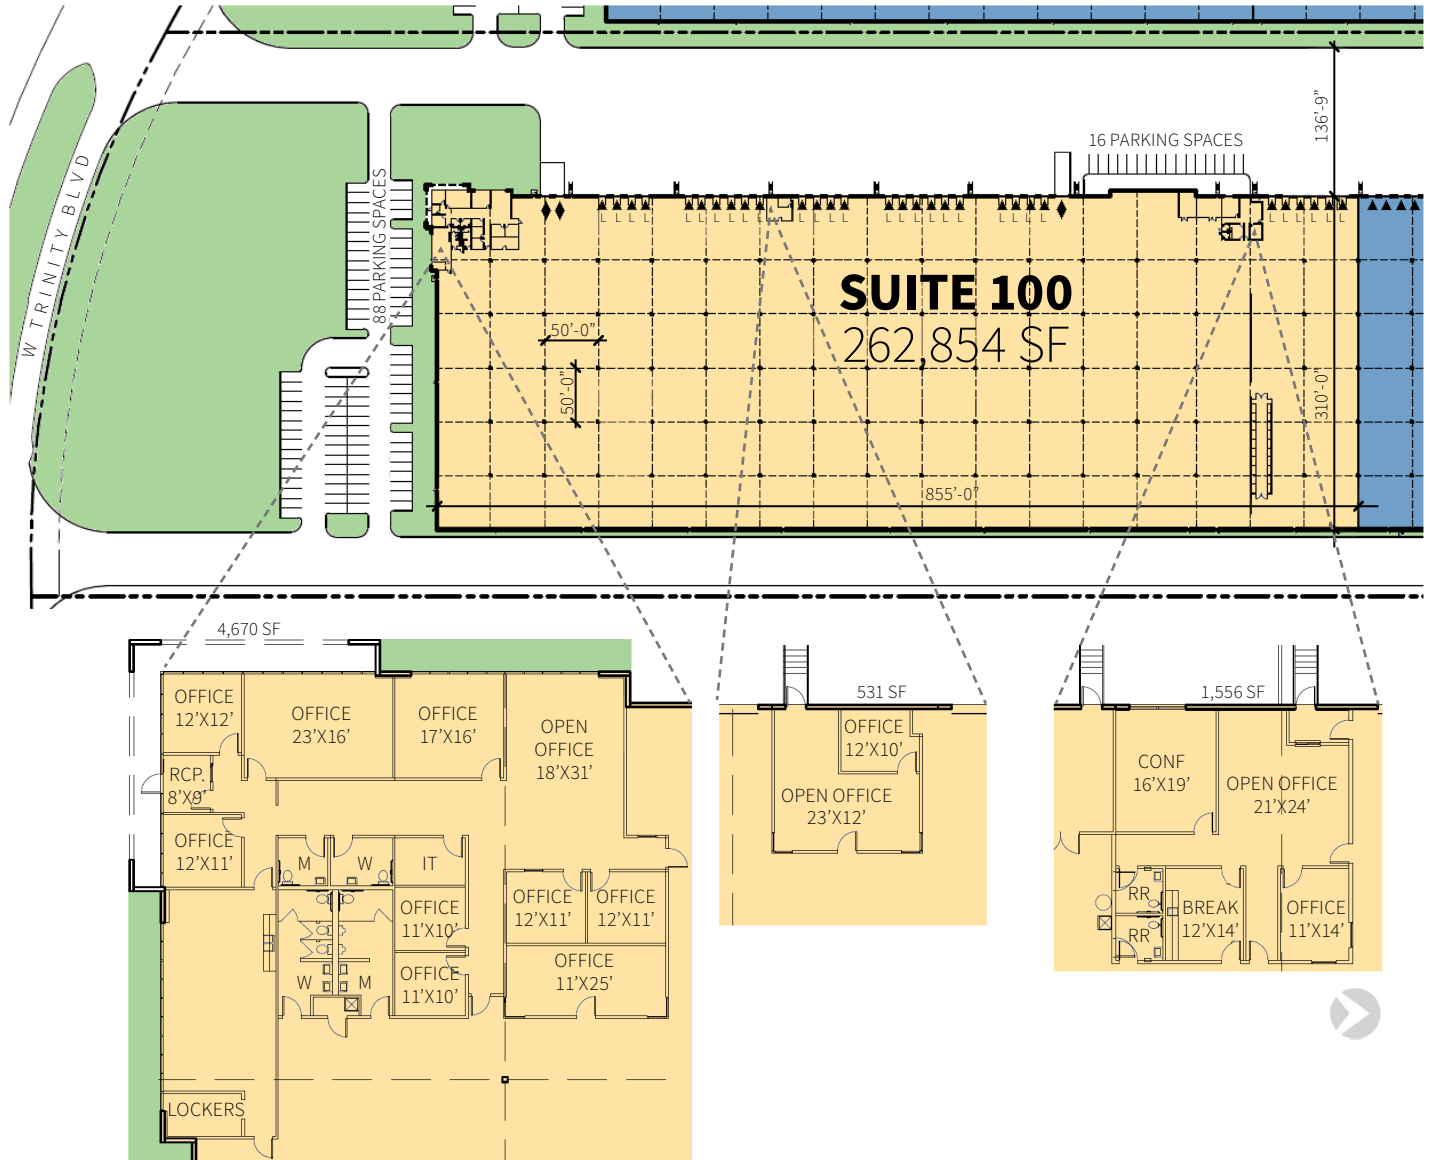 136'-9"
16 PARKING SPACES
W TRINITY BLVD
88 PARKING SPACES
L L L L L L L L L L L L L L L L L L L L L L L L L L L
SUITE 100
262,854 SF
50'-0"
50'-0"
310'-0"
855'-0"
4,670 SF
OFFICE
12'X12'
OFFICE
23'X16'
OFFICE
17'X16'
OPEN
OFFICE
18'X31'
RCP.
8'X9'
OFFICE
12'X11'
M
W
IT
OFFICE
11'X10'
OFFICE
12'X11'
OFFICE
12'X11'
OFFICE
11'X10'
OFFICE
11'X25'
W
M
LOCKERS
531 SF
OFFICE
12'X10'
OPEN OFFICE
23'X12'
1,556 SF
CONF
16'X19'
OPEN OFFICE
21'X24'
RR
RR
BREAK
12'X14'
OFFICE
11'X14'